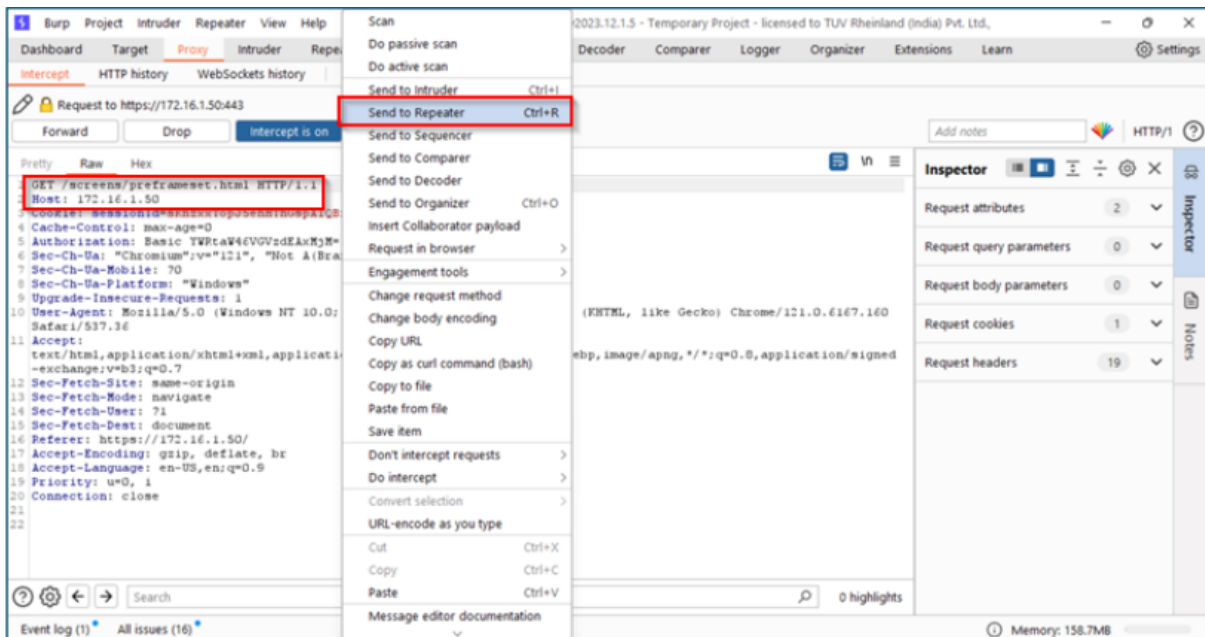 Burp Project Intruder Repeater View Help
2023.12.1.5 - Temporary Project - licensed to TUV Rheinland (India) Pvt. Ltd.,
Dashboard Target Proxy Intruder Repe
Decoder Comparer Logger Organizer Extensions Learn Settings
Intercept HTTP history WebSockets history
Request to https://172.16.1.50:443
Forward Drop Intercept is on
Add notes HTTP/1
Pretty Raw Hex
\n
1 GET /screens/preframeset.html HTTP/1.1
2 Host: 172.16.1.50
3 Cookie:
4 Cache-Control: max-age=0
5 Authorization: Basic
6 Sec-Ch-Ua: "Chromium";v="121", "Not A(Bra
7 Sec-Ch-Ua-Mobile: ?0
8 Sec-Ch-Ua-Platform: "Windows"
9 Upgrade-Insecure-Requests: 1
10 User-Agent: Mozilla/5.0 (Windows NT 10.0; (KHTML, like Gecko) Chrome/121.0.6167.160
Safari/537.36
11 Accept:
text/html,application/xhtml+xml,applicati ebp,image/apng,*/*;q=0.8,application/signed
-exchange;v=b3;q=0.7
12 Sec-Fetch-Site: same-origin
13 Sec-Fetch-Mode: navigate
14 Sec-Fetch-User: ?1
15 Sec-Fetch-Dest: document
16 Referer: https://172.16.1.50/
17 Accept-Encoding: gzip, deflate, br
18 Accept-Language: en-US,en;q=0.9
19 Priority: u=0, i
20 Connection: close
21
22
Scan
Do passive scan
Do active scan
Send to Intruder Ctrl+I
Send to Repeater Ctrl+R
Send to Sequencer
Send to Comparer
Send to Decoder
Send to Organizer Ctrl+O
Insert Collaborator payload
Request in browser
Engagement tools
Change request method
Change body encoding
Copy URL
Copy as curl command (bash)
Copy to file
Paste from file
Save item
Don't intercept requests
Do intercept
Convert selection
URL-encode as you type
Cut Ctrl+X
Copy Ctrl+C
Paste Ctrl+V
Message editor documentation
Inspector
Request attributes 2
Request query parameters 0
Request body parameters 0
Request cookies 1
Request headers 19
Inspector
Notes
Search
0 highlights
Event log (1) All issues (16)
Memory: 158.7MB